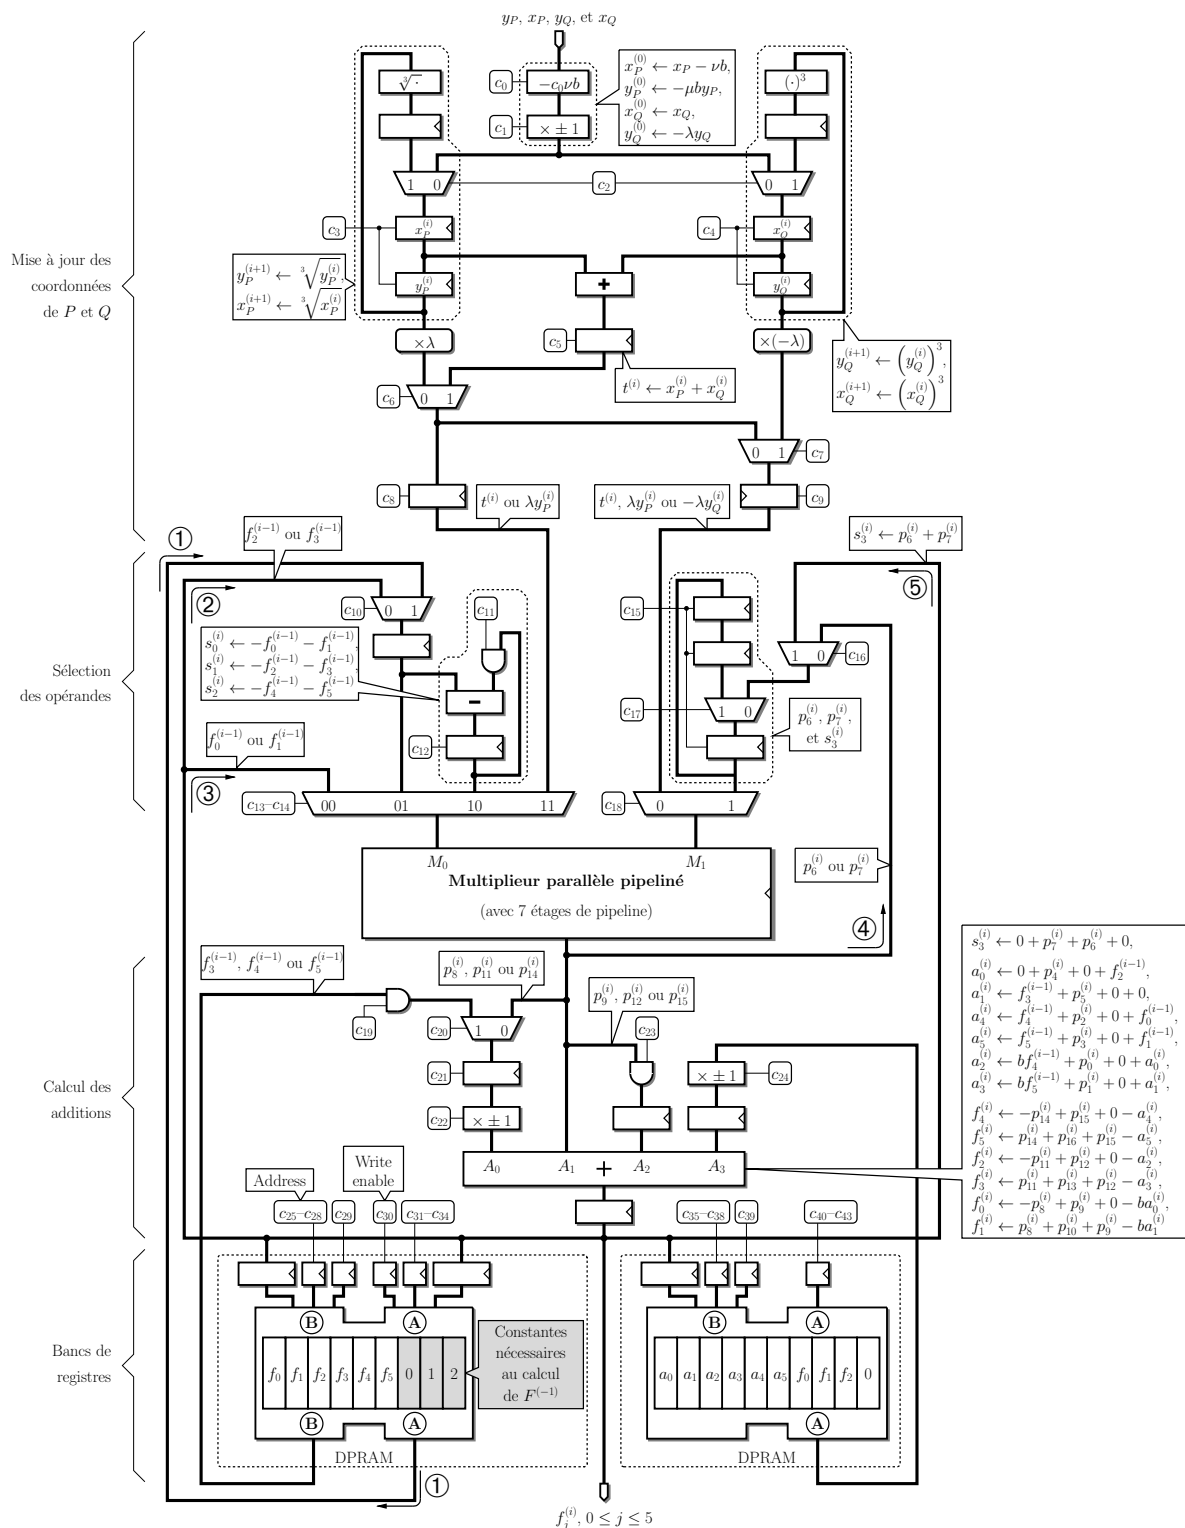 y_P, x_P, y_Q, et x_Q
x_P^{(0)} ← x_P − νb,
y_P^{(0)} ← −μby_P,
x_Q^{(0)} ← x_Q,
y_Q^{(0)} ← −λy_Q
c_0
−c_0νb
c_1
× ± 1
∛·
(·)^3
1 0
c_2
0 1
c_3
x_P^{(i)}
c_4
x_Q^{(i)}
y_P^{(i)}
y_Q^{(i)}
+
Mise à jour des
coordonnées
de P et Q
y_P^{(i+1)} ← ∛y_P^{(i)},
x_P^{(i+1)} ← ∛x_P^{(i)}
×λ
c_5
×(−λ)
y_Q^{(i+1)} ← (y_Q^{(i)})^3,
x_Q^{(i+1)} ← (x_Q^{(i)})^3
t^{(i)} ← x_P^{(i)} + x_Q^{(i)}
c_6
0 1
0 1
c_7
c_8
t^{(i)} ou λy_P^{(i)}
t^{(i)}, λy_P^{(i)} ou −λy_Q^{(i)}
c_9
①
f_2^{(i−1)} ou f_3^{(i−1)}
s_3^{(i)} ← p_6^{(i)} + p_7^{(i)}
②
⑤
c_10
0 1
c_11
c_15
s_0^{(i)} ← −f_0^{(i−1)} − f_1^{(i−1)},
s_1^{(i)} ← −f_2^{(i−1)} − f_3^{(i−1)},
s_2^{(i)} ← −f_4^{(i−1)} − f_5^{(i−1)}
1 0
c_16
Sélection
des opérandes
−
c_17
1 0
p_6^{(i)}, p_7^{(i)},
et s_3^{(i)}
f_0^{(i−1)} ou f_1^{(i−1)}
c_12
③
c_13–c_14
00 01 10 11
c_18
0 1
M_0
M_1
Multiplieur parallèle pipeliné
(avec 7 étages de pipeline)
p_6^{(i)} ou p_7^{(i)}
④
f_3^{(i−1)}, f_4^{(i−1)} ou f_5^{(i−1)}
p_8^{(i)}, p_11^{(i)} ou p_14^{(i)}
p_9^{(i)}, p_12^{(i)} ou p_15^{(i)}
c_19
c_20
1 0
c_23
c_21
× ± 1
c_24
c_22
× ± 1
Calcul des
additions
A_0 A_1 + A_2 A_3
s_3^{(i)} ← 0 + p_7^{(i)} + p_6^{(i)} + 0,
a_0^{(i)} ← 0 + p_4^{(i)} + 0 + f_2^{(i−1)},
a_1^{(i)} ← f_3^{(i−1)} + p_5^{(i)} + 0 + 0,
a_4^{(i)} ← f_4^{(i−1)} + p_2^{(i)} + 0 + f_0^{(i−1)},
a_5^{(i)} ← f_5^{(i−1)} + p_3^{(i)} + 0 + f_1^{(i−1)},
a_2^{(i)} ← bf_4^{(i−1)} + p_0^{(i)} + 0 + a_0^{(i)},
a_3^{(i)} ← bf_5^{(i−1)} + p_1^{(i)} + 0 + a_1^{(i)},
f_4^{(i)} ← −p_14^{(i)} + p_15^{(i)} + 0 − a_4^{(i)},
f_5^{(i)} ← p_14^{(i)} + p_16^{(i)} + p_15^{(i)} − a_5^{(i)},
f_2^{(i)} ← −p_11^{(i)} + p_12^{(i)} + 0 − a_2^{(i)},
f_3^{(i)} ← p_11^{(i)} + p_13^{(i)} + p_12^{(i)} − a_3^{(i)},
f_0^{(i)} ← −p_8^{(i)} + p_9^{(i)} + 0 − ba_0^{(i)},
f_1^{(i)} ← p_8^{(i)} + p_10^{(i)} + p_9^{(i)} − ba_1^{(i)}
Address
Write
enable
c_25–c_28 c_29 c_30 c_31–c_34
c_35–c_38 c_39 c_40–c_43
Bancs de
registres
B A
f_0 f_1 f_2 f_3 f_4 f_5 0 1 2
B A
DPRAM
Constantes
nécessaires
au calcul
de F^{(−1)}
B A
a_0 a_1 a_2 a_3 a_4 a_5 f_0 f_1 f_2 0
A
DPRAM
①
f_j^{(i)}, 0 ≤ j ≤ 5